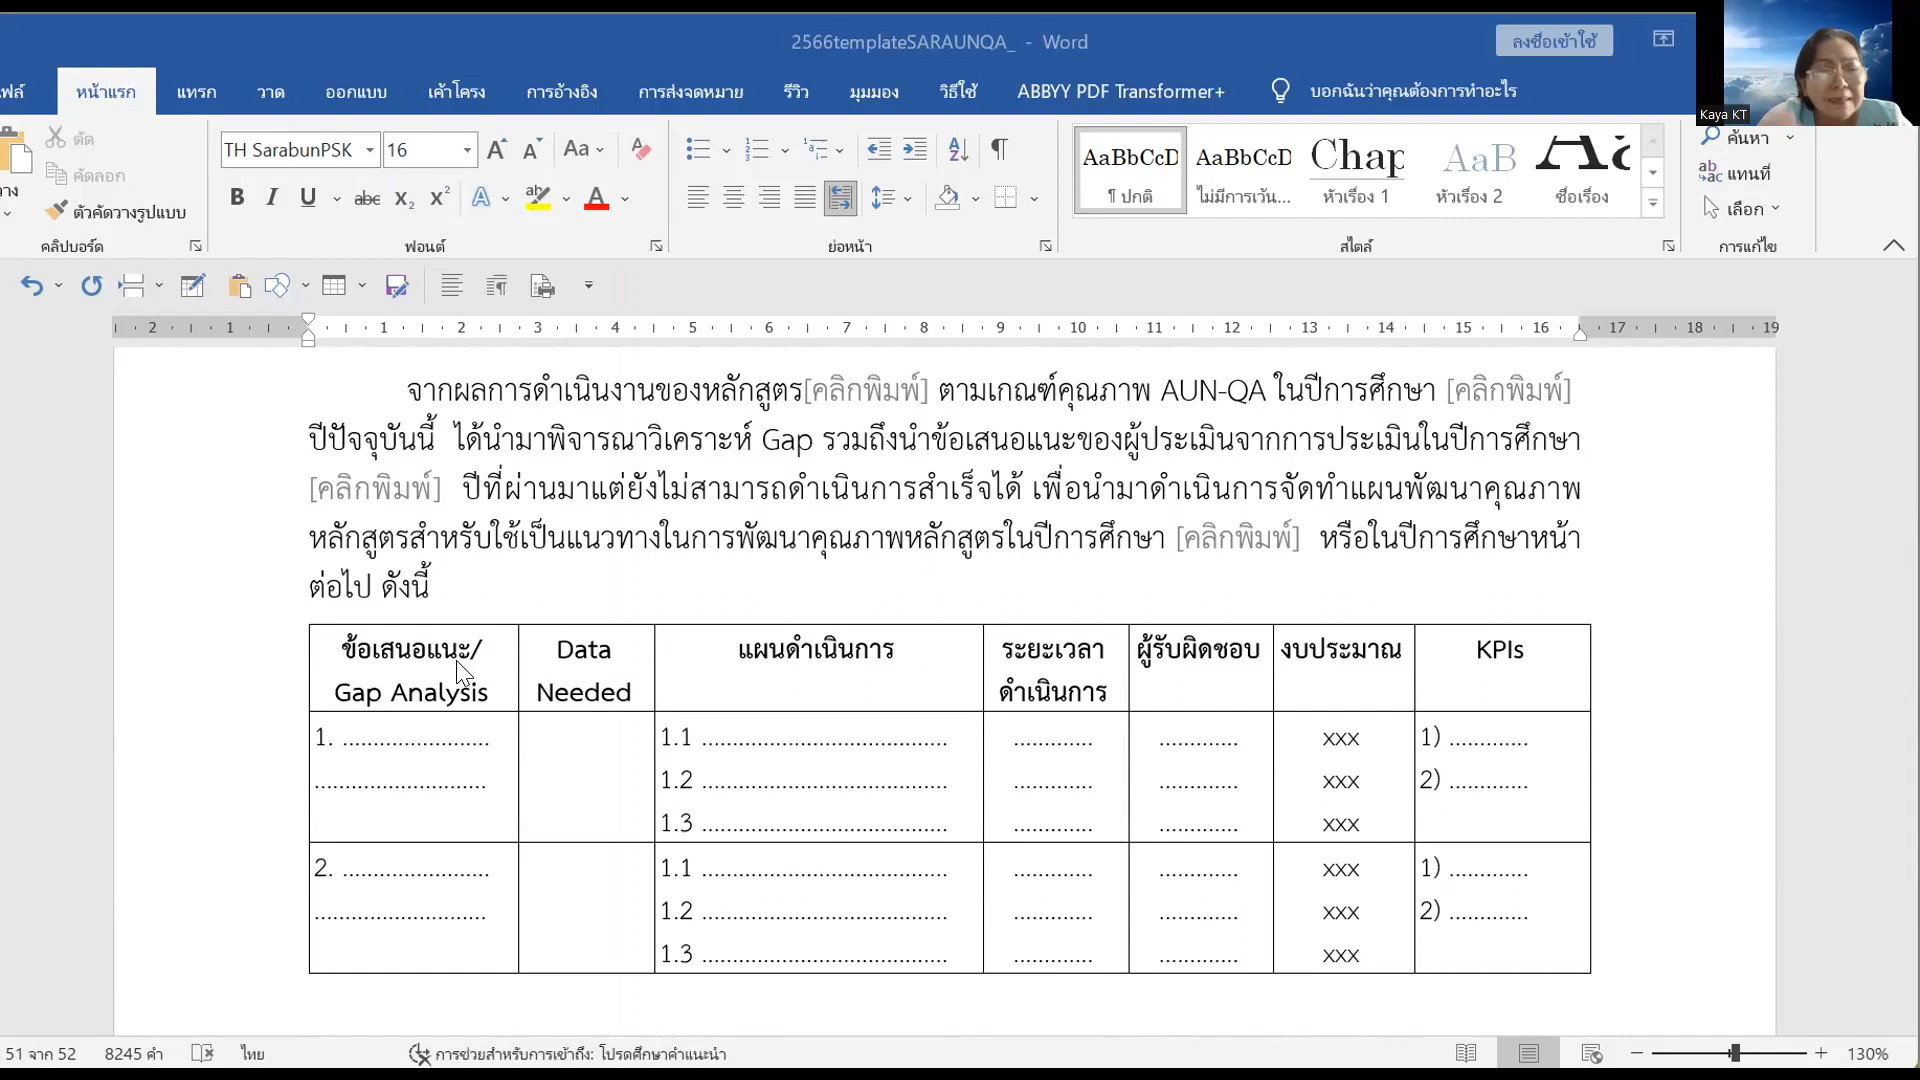 2566templateSARAUNQA_ - Word
ลงชื่อเข้าใช้
หน้าแรก แทรก วาด ออกแบบ เค้าโครง การอ้างอิง การส่งจดหมาย รีวิว มุมมอง วิธีใช้ ABBYY PDF Transformer+ บอกฉันว่าคุณต้องการทำอะไร
Kaya KT
ตัด
คัดลอก
ตัวคัดวางรูปแบบ
คลิปบอร์ด
TH SarabunPSK 16
ฟอนต์
ย่อหน้า
AaBbCcD AaBbCcD Chap AaB
¶ ปกติ ไม่มีการเว้น... หัวเรื่อง 1 หัวเรื่อง 2 ชื่อเรื่อง
สไตล์
ค้นหา
แทนที่
เลือก
การแก้ไข
2 1 1 2 3 4 5 6 7 8 9 10 11 12 13 14 15 16 17 18 19
จากผลการดำเนินงานของหลักสูตร[คลิกพิมพ์] ตามเกณฑ์คุณภาพ AUN-QA ในปีการศึกษา [คลิกพิมพ์]
ปีปัจจุบันนี้ ได้นำมาพิจารณาวิเคราะห์ Gap รวมถึงนำข้อเสนอแนะของผู้ประเมินจากการประเมินในปีการศึกษา
[คลิกพิมพ์] ปีที่ผ่านมาแต่ยังไม่สามารถดำเนินการสำเร็จได้ เพื่อนำมาดำเนินการจัดทำแผนพัฒนาคุณภาพ
หลักสูตรสำหรับใช้เป็นแนวทางในการพัฒนาคุณภาพหลักสูตรในปีการศึกษา [คลิกพิมพ์] หรือในปีการศึกษาหน้า
ต่อไป ดังนี้
ข้อเสนอแนะ/ Data แผนดำเนินการ ระยะเวลา ผู้รับผิดชอบ งบประมาณ KPIs
Gap Analysis Needed ดำเนินการ
1. ........................ 1.1 ........................................ ............. ............. xxx 1) .............
............................ 1.2 ........................................ ............. ............. xxx 2) .............
1.3 ........................................ ............. ............. xxx
2. ........................ 1.1 ........................................ ............. ............. xxx 1) .............
............................ 1.2 ........................................ ............. ............. xxx 2) .............
1.3 ........................................ ............. ............. xxx
51 จาก 52 8245 คำ ไทย การช่วยสำหรับการเข้าถึง: โปรดศึกษาคำแนะนำ 130%